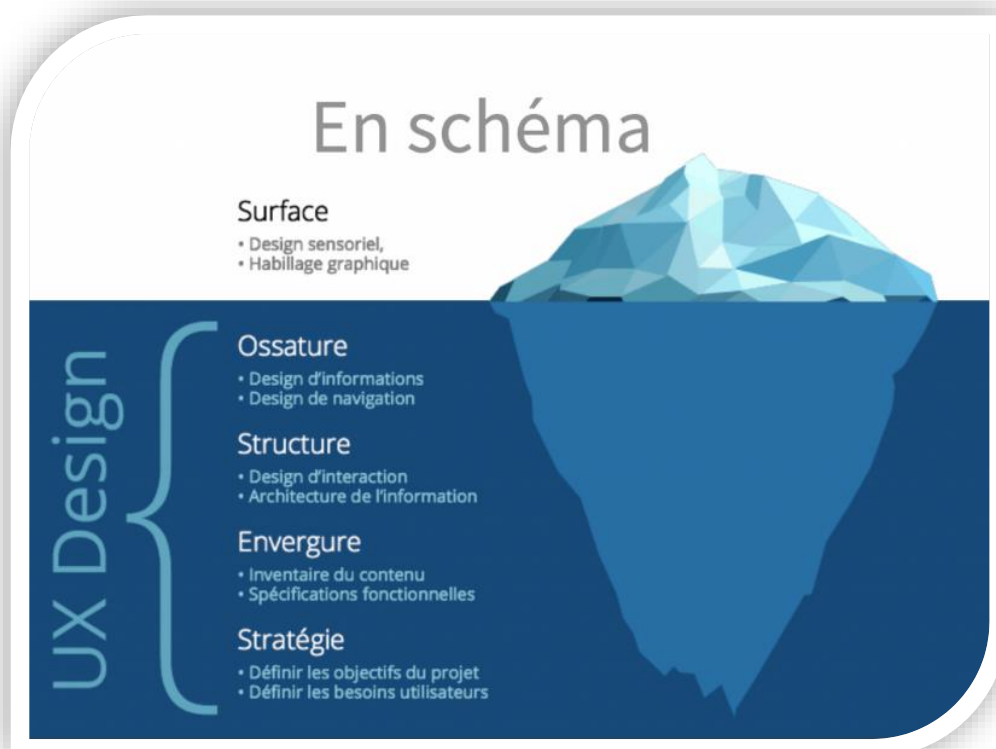 En schéma
Surface
• Design sensoriel,
• Habillage graphique
UX Design
Ossature
• Design d’informations
• Design de navigation
Structure
• Design d’interaction
• Architecture de l’information
Envergure
• Inventaire du contenu
• Spécifications fonctionnelles
Stratégie
• Définir les objectifs du projet
• Définir les besoins utilisateurs